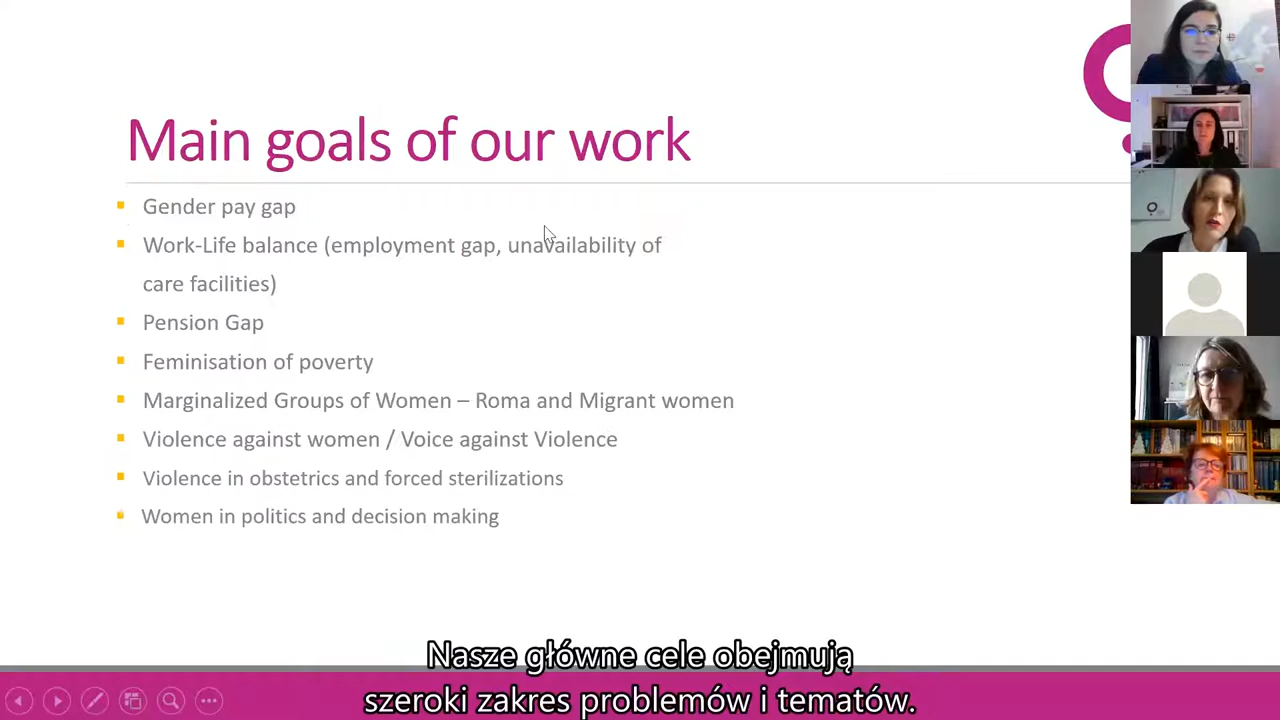 Main goals of our work
Gender pay gap
Work-Life balance (employment gap, unavailability of
care facilities)
Pension Gap
Feminisation of poverty
Marginalized Groups of Women – Roma and Migrant women
Violence against women / Voice against Violence
Violence in obstetrics and forced sterilizations
Women in politics and decision making
Nasze główne cele obejmują
szeroki zakres problemów i tematów.